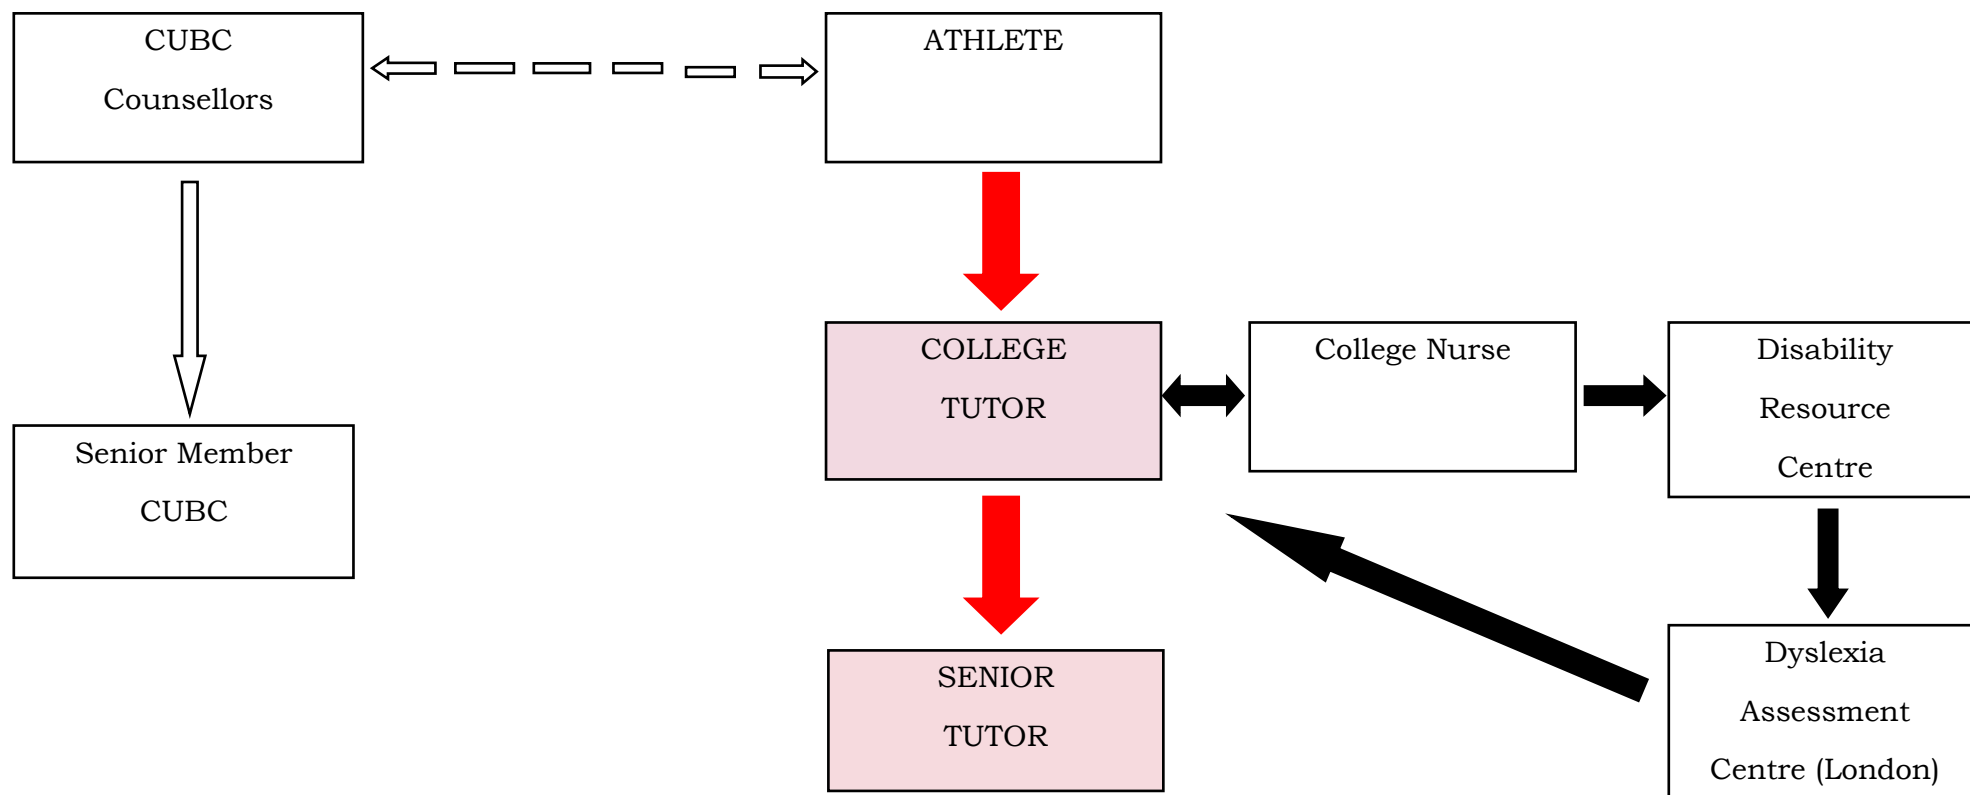 CUBC
Counsellors
ATHLETE
COLLEGE
TUTOR
College Nurse
Disability
Resource
Centre
Senior Member
CUBC
SENIOR
TUTOR
Dyslexia
Assessment
Centre (London)